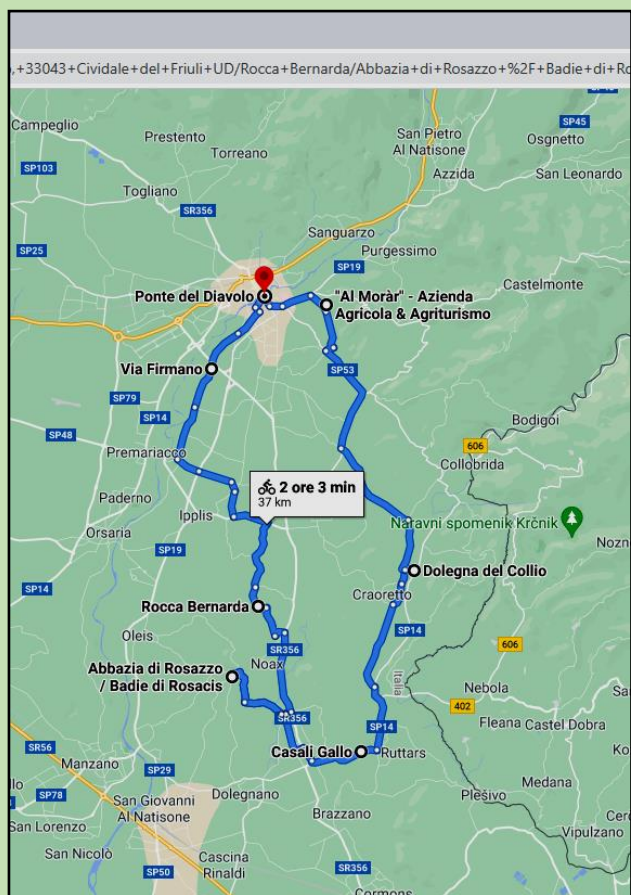 ,+33043+Cividale+del+Friuli+UD/Rocca+Bernarda/Abbazia+di+Rosazzo+%2F+Badie+di+Ro
Campeglio
Prestento
Torreano
San Pietro
Al Natisone
SP45
Osgnetto
Azzida
San Leonardo
SP103
Togliano
SR356
Sanguarzo
SP25
SP19
Purgessimo
Castelmonte
Ponte del Diavolo
"Al Moràr" - Azienda
Agricola & Agriturismo
Via Firmano
SP53
SP79
SP14
SP48
Bodigoi
606
Collobrida
Premariacco
Paderno
2 ore 3 min
37 km
Ipplis
Orsaria
Naravni spomenik Krčnik
SP19
Dolegna del Collio
SP14
Craoretto
Rocca Bernarda
SP14
Oleis
SR356
606
Noax
Abbazia di Rosazzo
/ Badie di Rosacis
Italia
Nebola
402
SR356
Fleana
Castel Dobra
SP14
SR56
Casali Gallo
Ruttars
Manzano
SP29
Medana
SP78
Dolegnano
Plesivo
San Giovanni
Al Natisone
Brazzano
Vipulzano
San Lorenzo
San Nicolò
Cascina
Rinaldi
SP50
SR356
Cormons